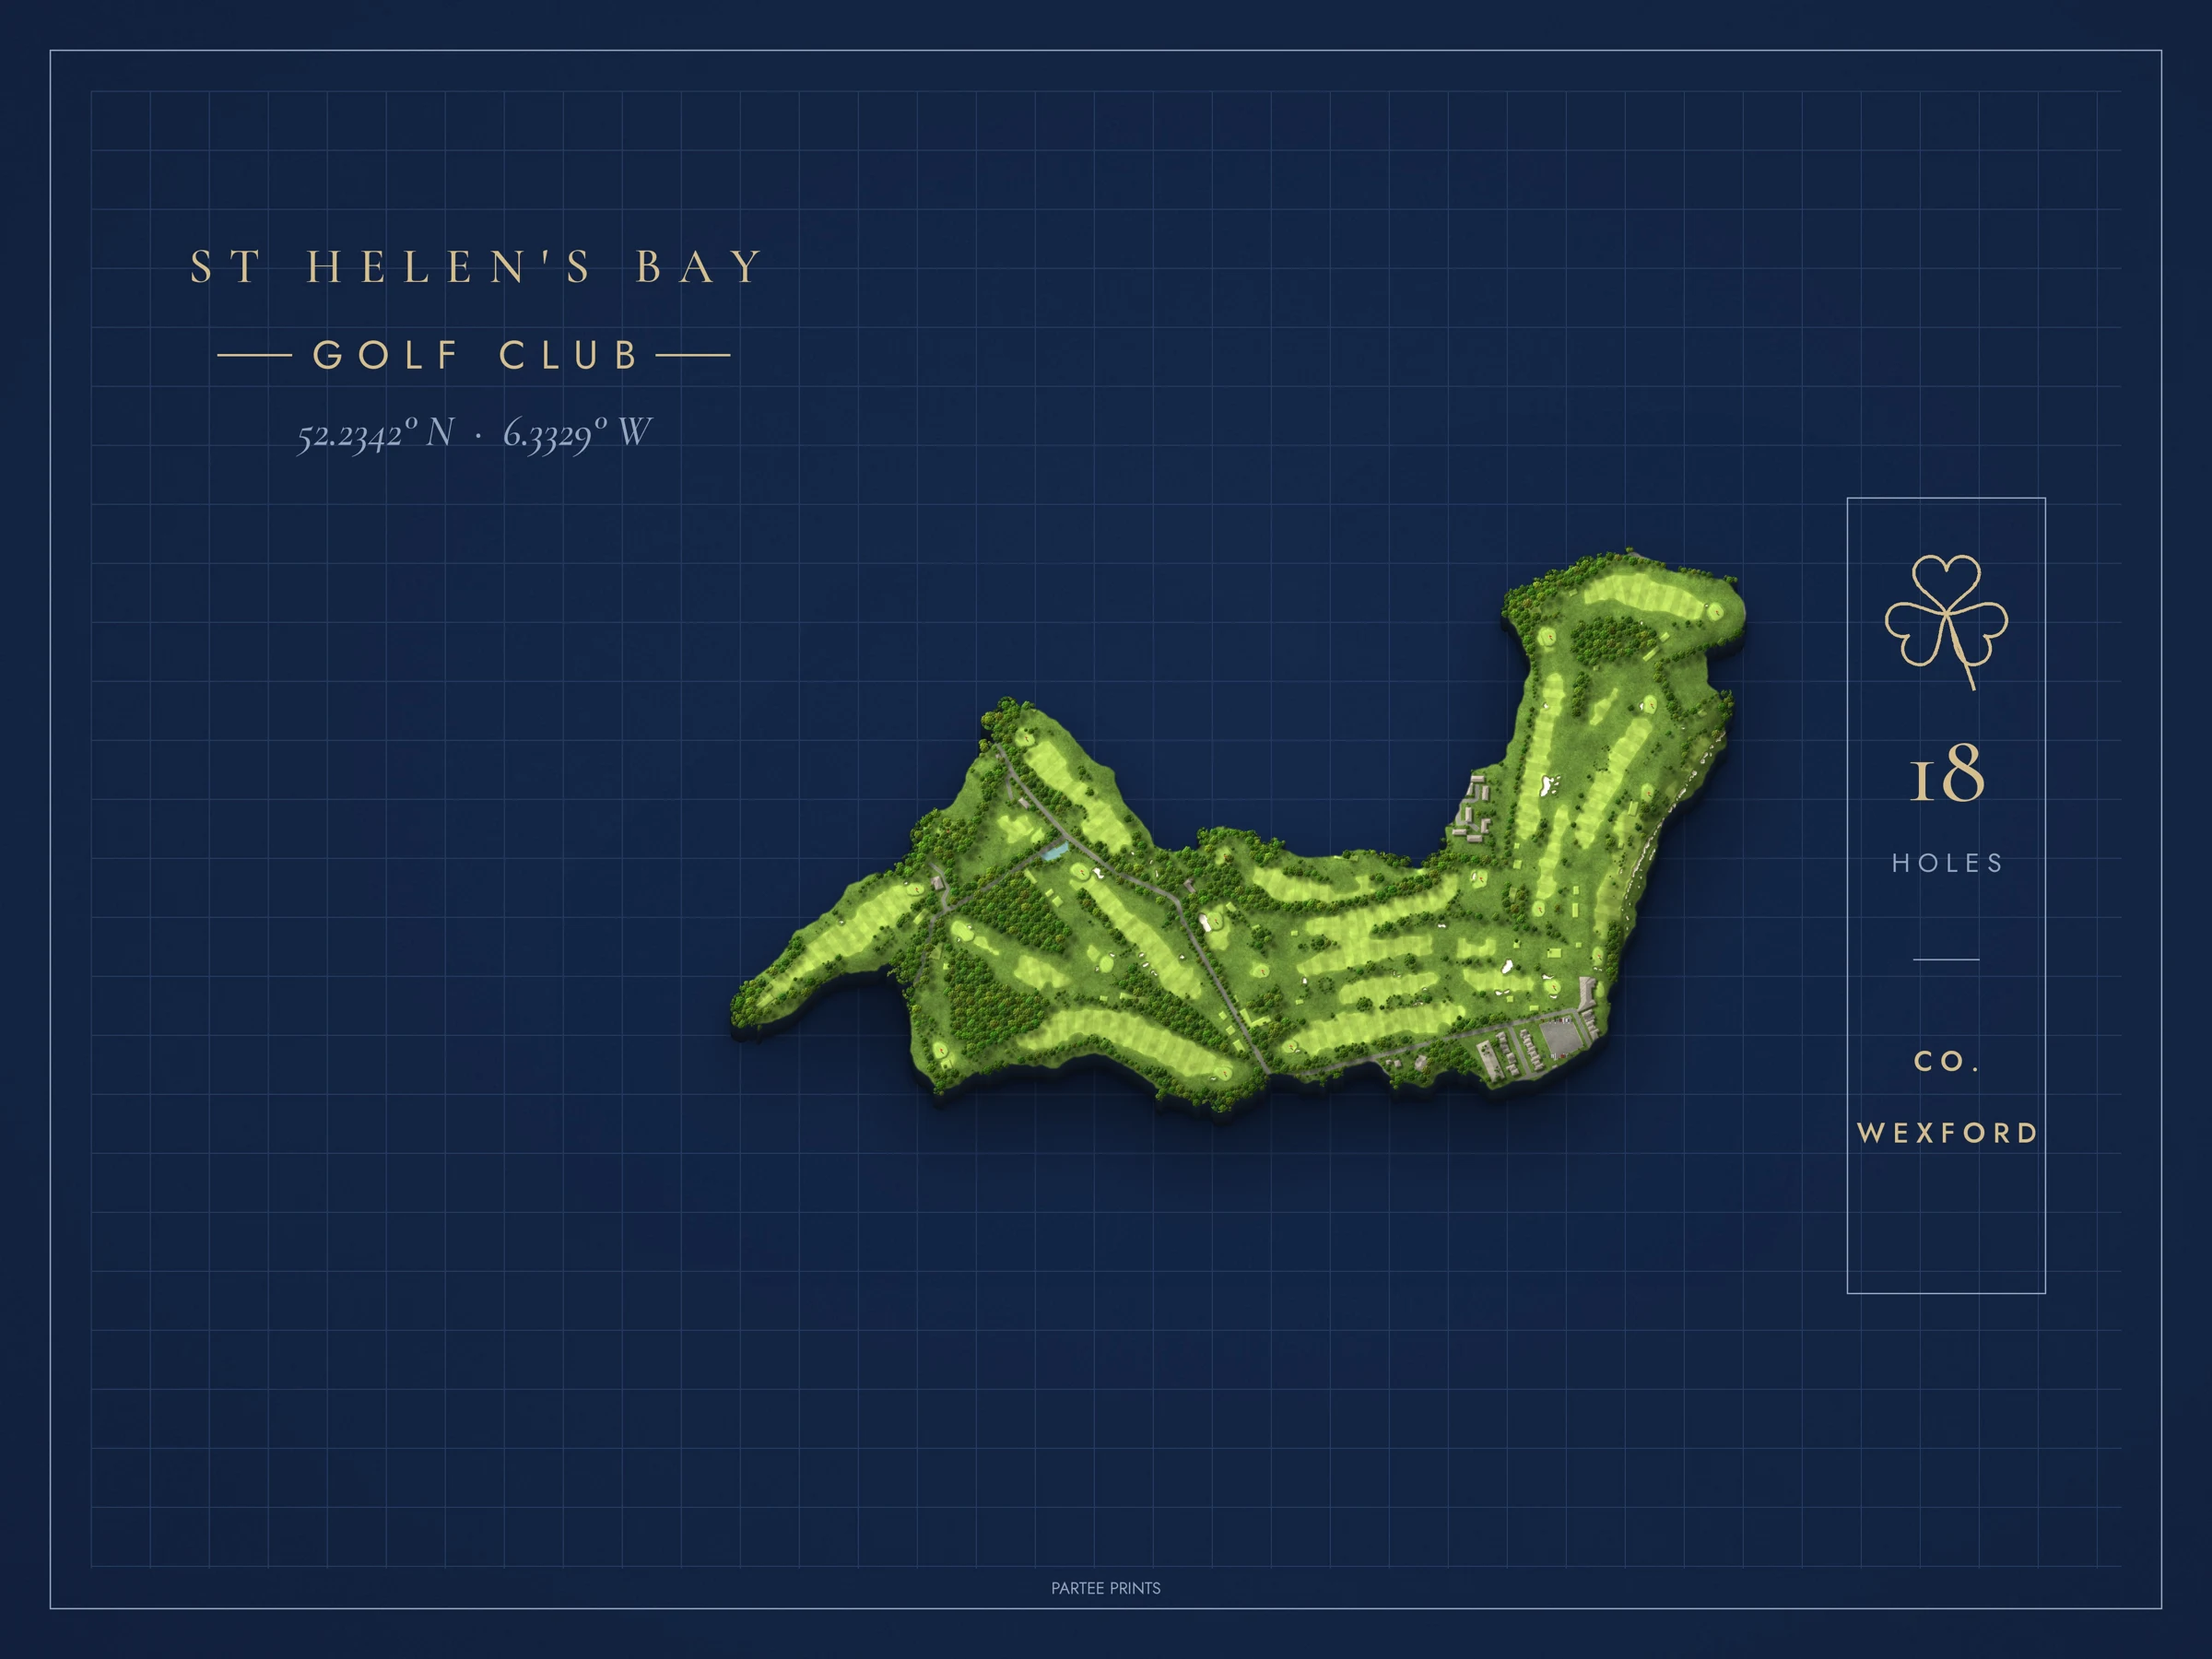 ST HELEN'S BAY
GOLF CLUB
52.2342° N · 6.3329° W
18
HOLES
CO.
WEXFORD
PARTEE PRINTS